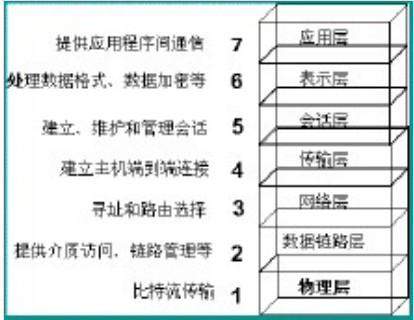 提供应用程序间通信 7 应用层
处理数据格式、数据加密等 6 表示层
建立、维护和管理会话 5 会话层
建立主机端到端连接 4 传输层
寻址和路由选择 3 网络层
提供介质访问、链路管理等 2 数据链路层
比特流传输 1 物理层